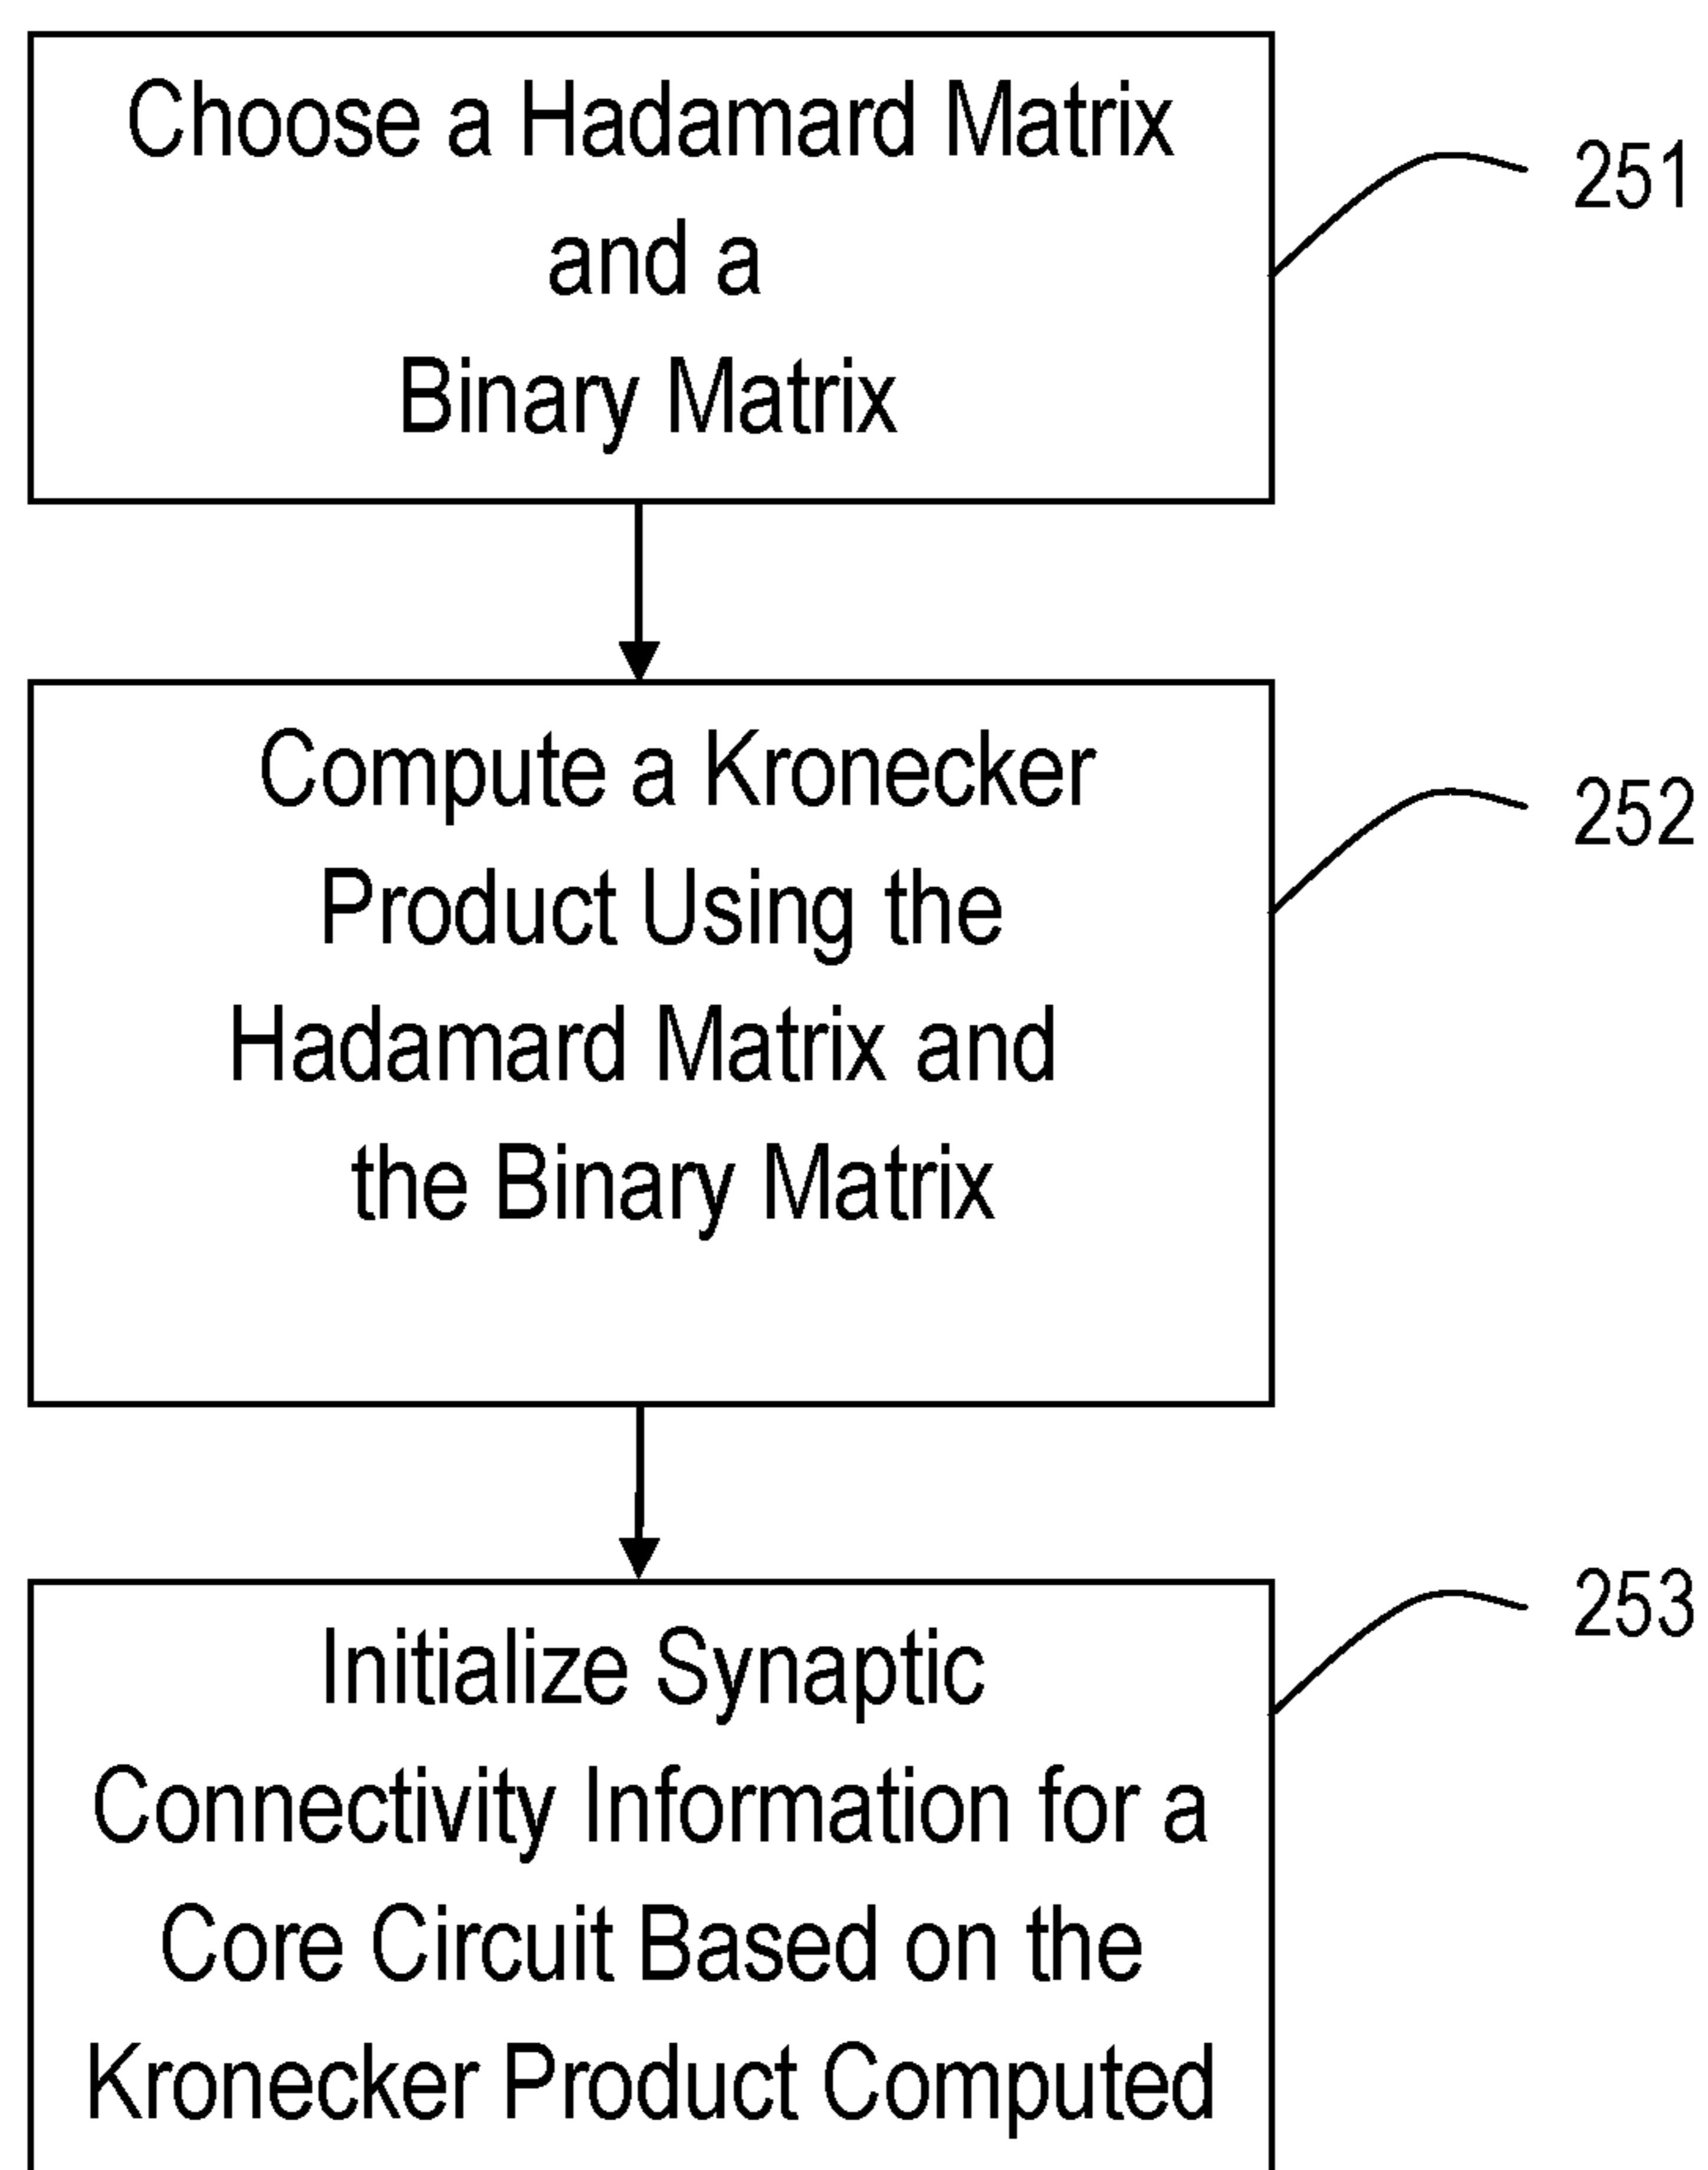 Choose a Hadamard Matrix
and a
Binary Matrix
251
Compute a Kronecker
Product Using the
Hadamard Matrix and
the Binary Matrix
252
Initialize Synaptic
Connectivity Information for a
Core Circuit Based on the
Kronecker Product Computed
253